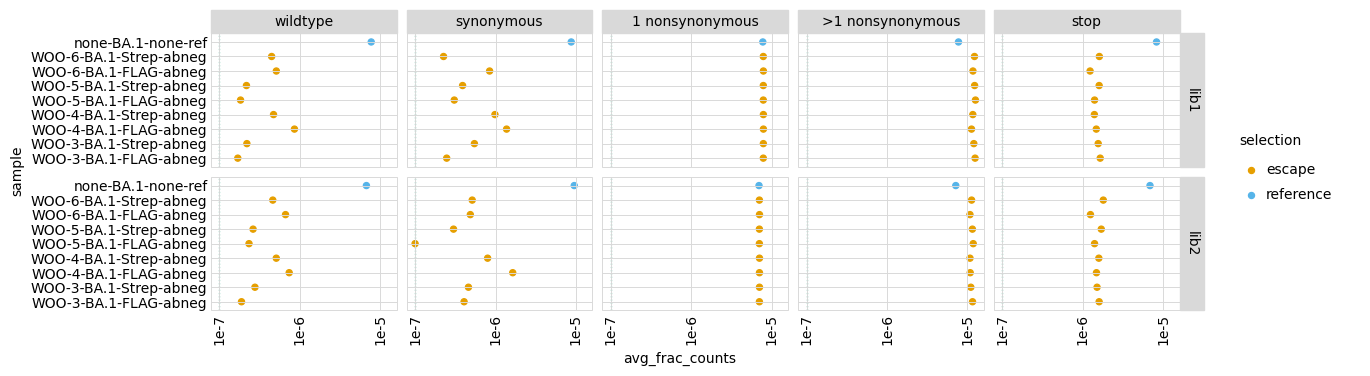 wildtype synonymous 1 nonsynonymous >1 nonsynonymous stop
none-BA.1-none-ref
WOO-6-BA.1-Strep-abneg
WOO-6-BA.1-FLAG-abneg
WOO-5-BA.1-Strep-abneg
WOO-5-BA.1-FLAG-abneg
WOO-4-BA.1-Strep-abneg
WOO-4-BA.1-FLAG-abneg
WOO-3-BA.1-Strep-abneg
WOO-3-BA.1-FLAG-abneg
lib1
none-BA.1-none-ref
WOO-6-BA.1-Strep-abneg
WOO-6-BA.1-FLAG-abneg
WOO-5-BA.1-Strep-abneg
WOO-5-BA.1-FLAG-abneg
WOO-4-BA.1-Strep-abneg
WOO-4-BA.1-FLAG-abneg
WOO-3-BA.1-Strep-abneg
WOO-3-BA.1-FLAG-abneg
lib2
sample
1e-7 1e-6 1e-5 1e-7 1e-6 1e-5 1e-7 1e-6 1e-5 1e-7 1e-6 1e-5 1e-7 1e-6 1e-5
avg_frac_counts
selection
escape
reference